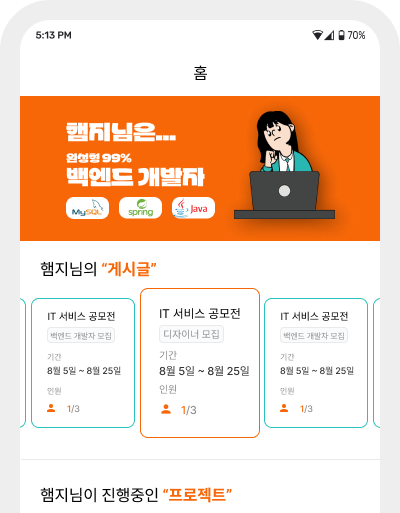 5:13 PM 70%
홈
햄지님은...
완성형 99%
백엔드 개발자
MySQL spring Java
햄지님의 “게시글”
IT 서비스 공모전
백엔드 개발자 모집
기간
8월 5일 ~ 8월 25일
인원
1/3
IT 서비스 공모전
디자이너 모집
기간
8월 5일 ~ 8월 25일
인원
1/3
IT 서비스 공모전
백엔드 개발자 모집
기간
8월 5일 ~ 8월 25일
인원
1/3
햄지님이 진행중인 “프로젝트”